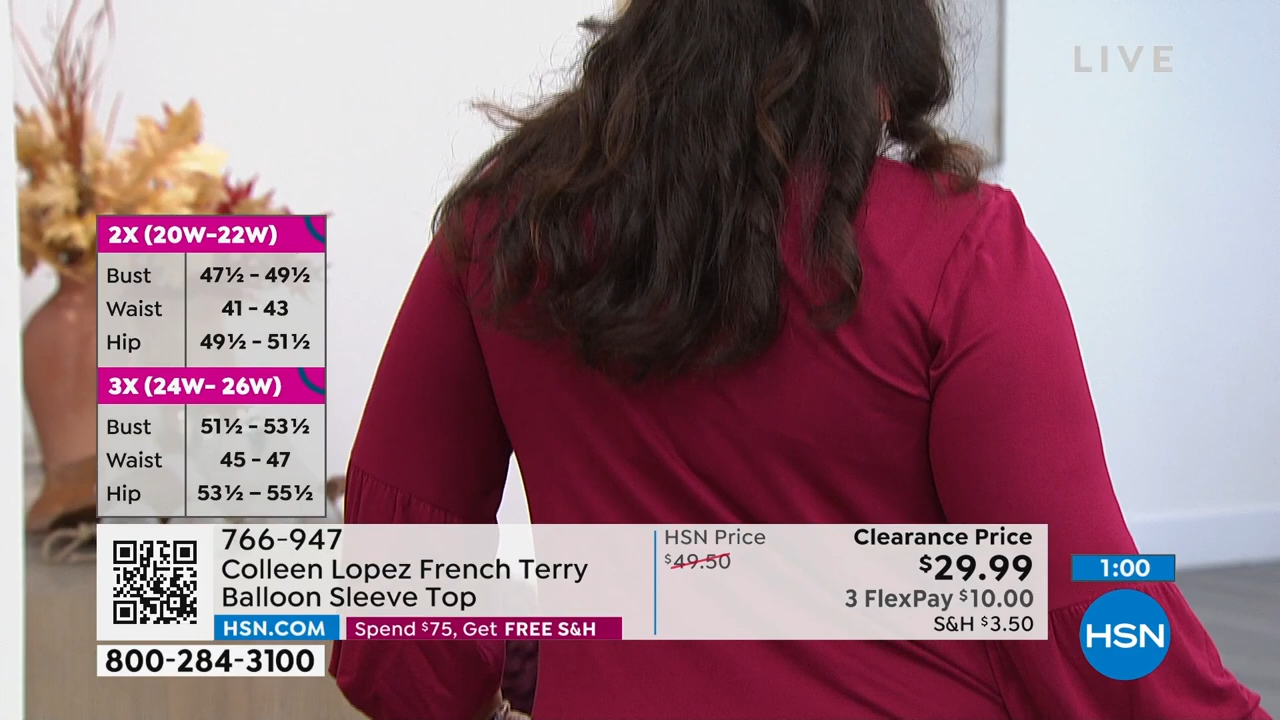 LIVE
2X (20W-22W)
Bust 47½ - 49½
Waist 41 - 43
Hip 49½ - 51½
3X (24W- 26W)
Bust 51½ - 53½
Waist 45 - 47
Hip 53½ - 55½
766-947
Colleen Lopez French Terry
Balloon Sleeve Top
HSN.COM
Spend $75, Get FREE S&H
800-284-3100
HSN Price
$49.50
Clearance Price
$29.99
3 FlexPay $10.00
S&H $3.50
1:00
HSN